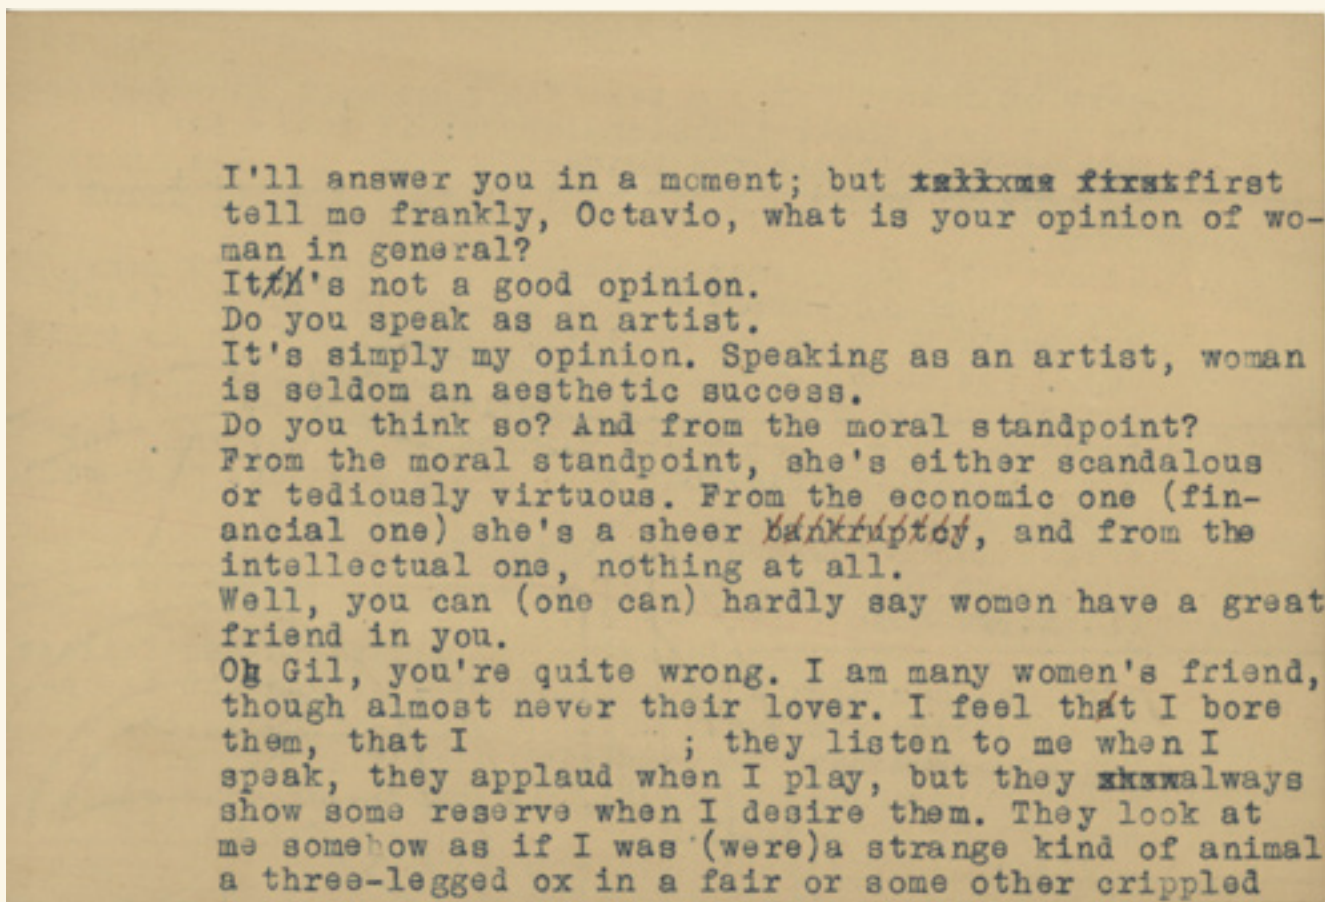 I'll answer you in a moment; but tell me first first
tell me frankly, Octavio, what is your opinion of wo-
man in general?
Itth's not a good opinion.
Do you speak as an artist.
It's simply my opinion. Speaking as an artist, woman
is seldom an aesthetic success.
Do you think so? And from the moral standpoint?
From the moral standpoint, she's either scandalous
or tediously virtuous. From the economic one (fin-
ancial one) she's a sheer bankruptcy, and from the
intellectual one, nothing at all.
Well, you can (one can) hardly say women have a great
friend in you.
Oh Gil, you're quite wrong. I am many women's friend,
though almost never their lover. I feel that I bore
them, that I ; they listen to me when I
speak, they applaud when I play, but they always
show some reserve when I desire them. They look at
me somehow as if I was (were)a strange kind of animal
a three-legged ox in a fair or some other crippled